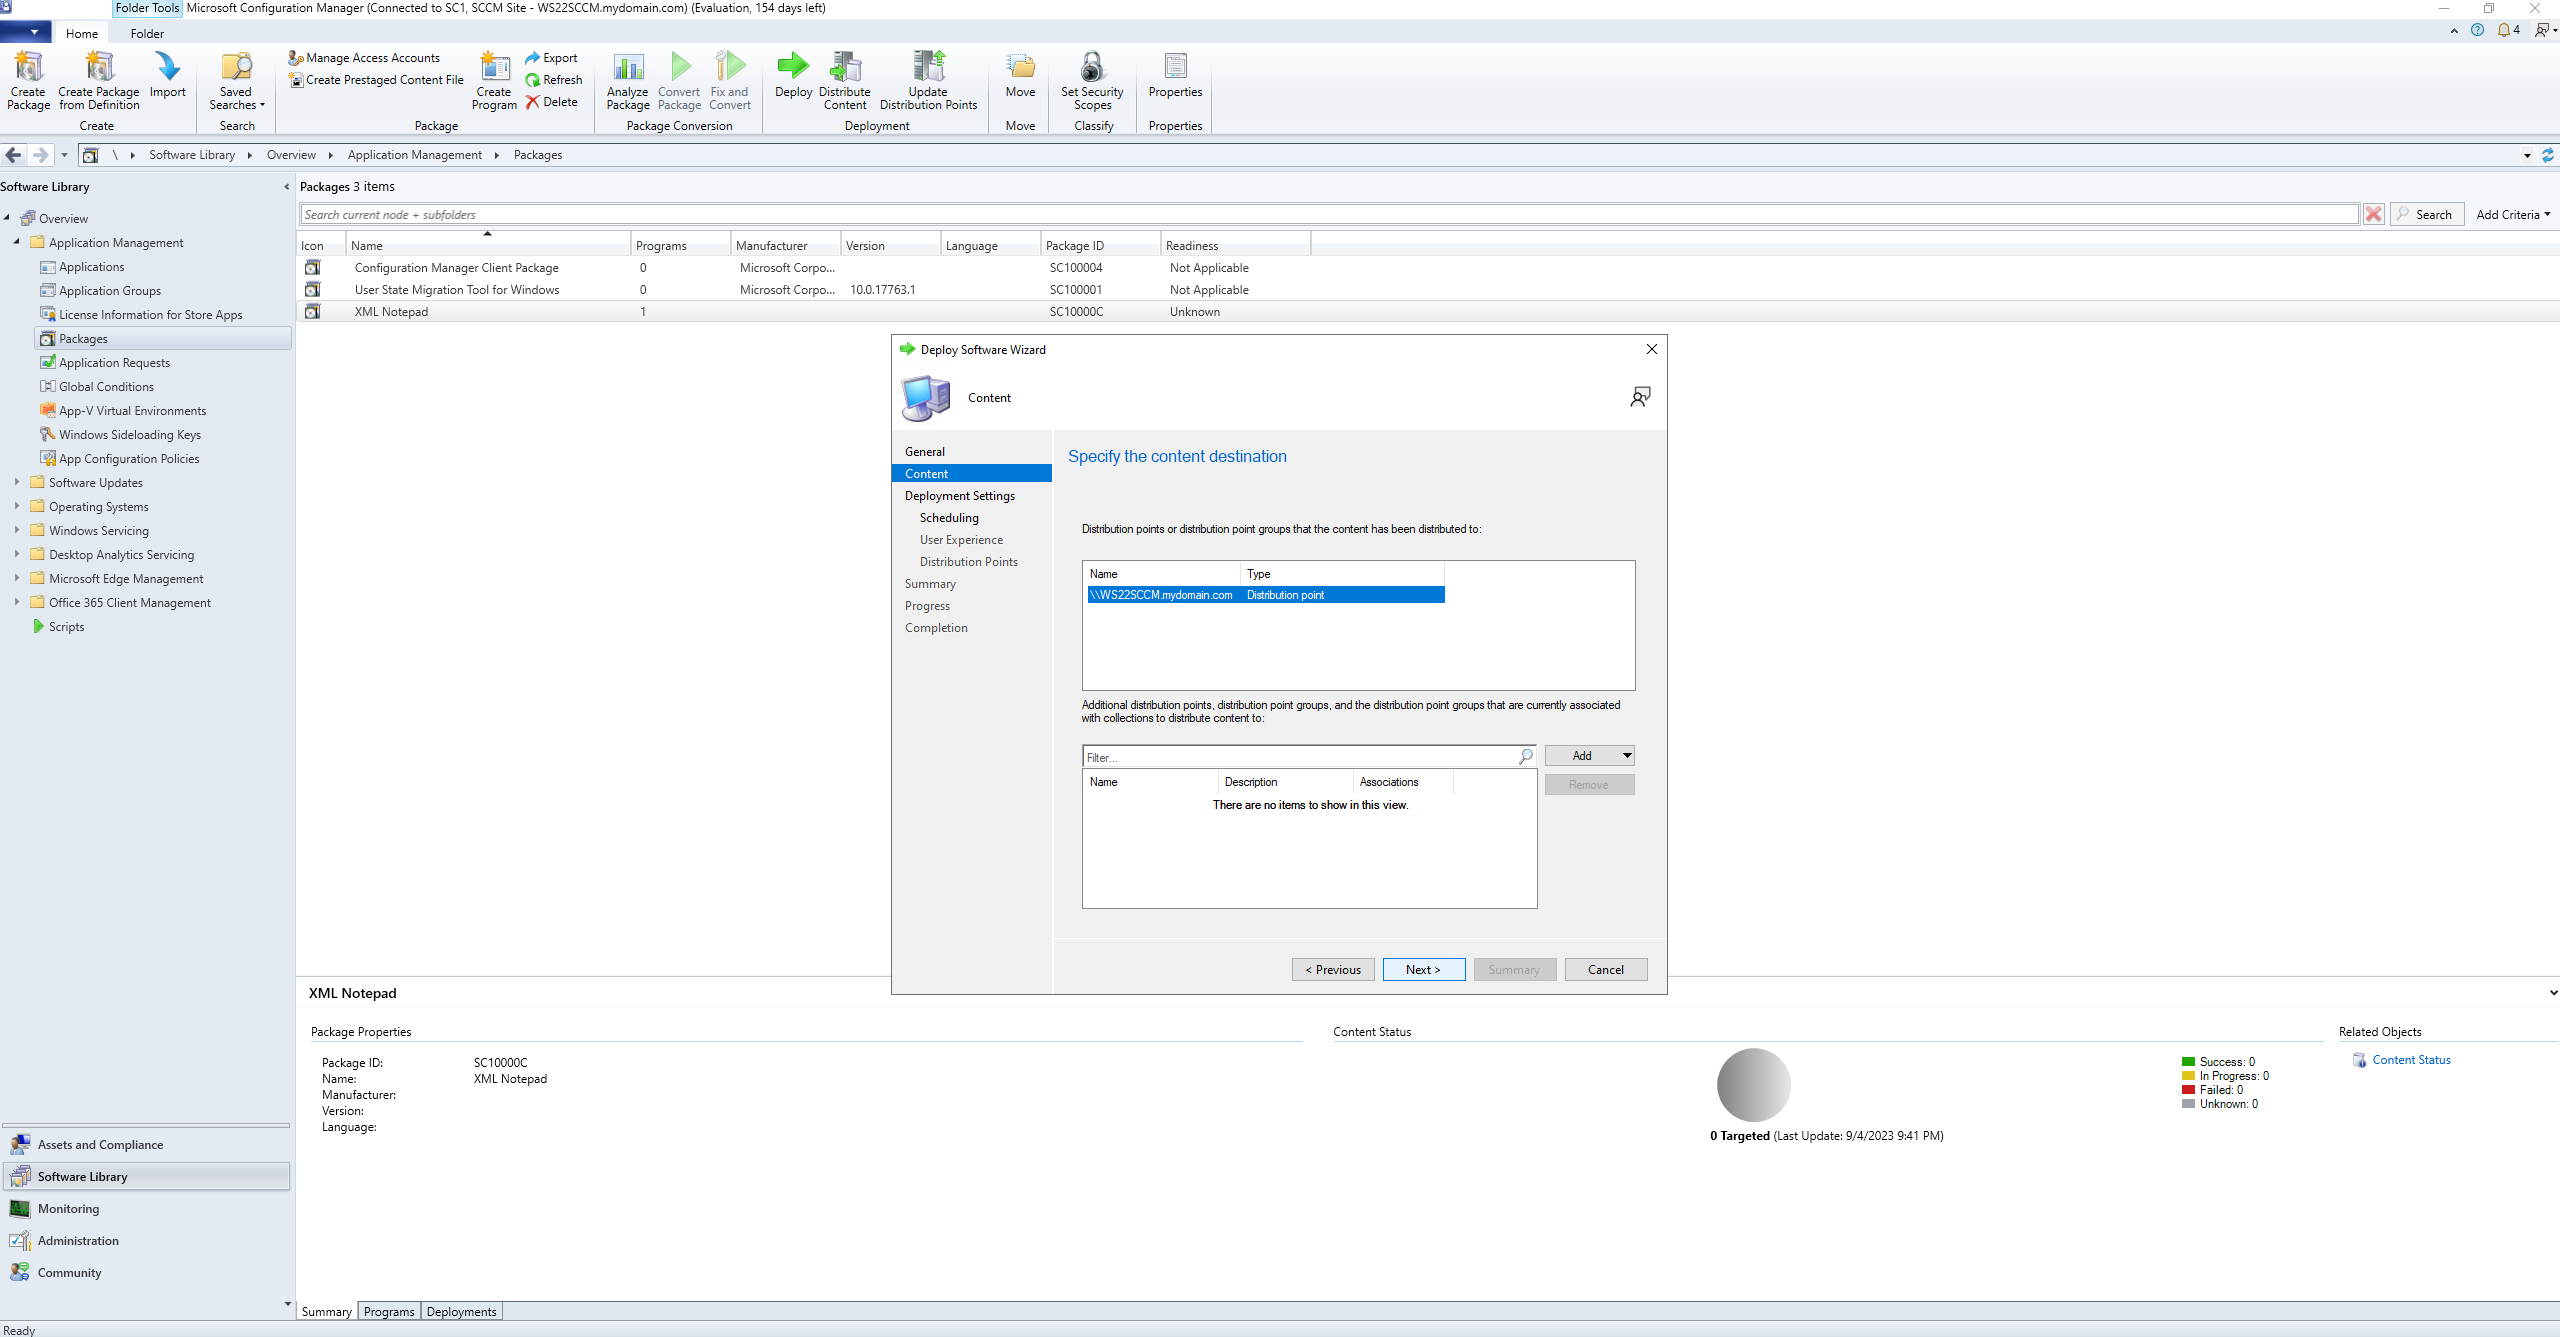 Folder Tools Microsoft Configuration Manager (Connected to SC1, SCCM Site - WS22SCCM.mydomain.com) (Evaluation, 154 days left)
Home Folder
4
Create Package
Create Package from Definition
Import
Create
Saved Searches
Search
Manage Access Accounts
Create Prestaged Content File
Create Program
Export
Refresh
Delete
Package
Analyze Package
Convert Package
Fix and Convert
Package Conversion
Deploy
Distribute Content
Update Distribution Points
Deployment
Move
Move
Set Security Scopes
Classify
Properties
Properties
\ Software Library Overview Application Management Packages
Software Library
Overview
Application Management
Applications
Application Groups
License Information for Store Apps
Packages
Application Requests
Global Conditions
App-V Virtual Environments
Windows Sideloading Keys
App Configuration Policies
Software Updates
Operating Systems
Windows Servicing
Desktop Analytics Servicing
Microsoft Edge Management
Office 365 Client Management
Scripts
Assets and Compliance
Software Library
Monitoring
Administration
Community
Packages 3 items
Search current node + subfolders
Search Add Criteria
Icon Name Programs Manufacturer Version Language Package ID Readiness
Configuration Manager Client Package 0 Microsoft Corpo... SC100004 Not Applicable
User State Migration Tool for Windows 0 Microsoft Corpo... 10.0.17763.1 SC100001 Not Applicable
XML Notepad 1 SC10000C Unknown
Deploy Software Wizard
Content
General
Content
Deployment Settings
Scheduling
User Experience
Distribution Points
Summary
Progress
Completion
Specify the content destination
Distribution points or distribution point groups that the content has been distributed to:
Name Type
\\WS22SCCM.mydomain.com Distribution point
Additional distribution points, distribution point groups, and the distribution point groups that are currently associated
with collections to distribute content to:
Filter...
Add
Remove
Name Description Associations
There are no items to show in this view.
< Previous Next > Summary Cancel
XML Notepad
Package Properties
Package ID: SC10000C
Name: XML Notepad
Manufacturer:
Version:
Language:
Content Status
Success: 0
In Progress: 0
Failed: 0
Unknown: 0
0 Targeted (Last Update: 9/4/2023 9:41 PM)
Related Objects
Content Status
Summary Programs Deployments
Ready